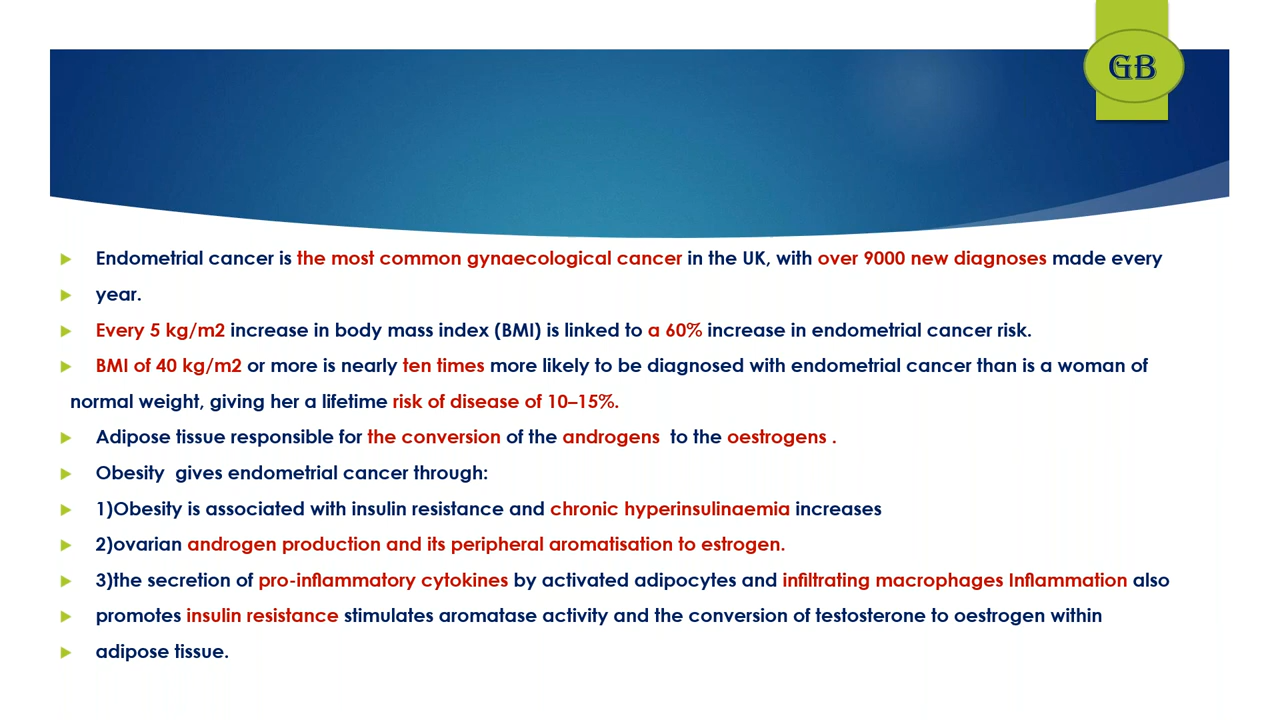 GB
Endometrial cancer is the most common gynaecological cancer in the UK, with over 9000 new diagnoses made every
year.
Every 5 kg/m2 increase in body mass index (BMI) is linked to a 60% increase in endometrial cancer risk.
BMI of 40 kg/m2 or more is nearly ten times more likely to be diagnosed with endometrial cancer than is a woman of
normal weight, giving her a lifetime risk of disease of 10–15%.
Adipose tissue responsible for the conversion of the androgens  to the oestrogens .
Obesity  gives endometrial cancer through:
1)Obesity is associated with insulin resistance and chronic hyperinsulinaemia increases
2)ovarian androgen production and its peripheral aromatisation to estrogen.
3)the secretion of pro-inflammatory cytokines by activated adipocytes and infiltrating macrophages Inflammation also
promotes insulin resistance stimulates aromatase activity and the conversion of testosterone to oestrogen within
adipose tissue.